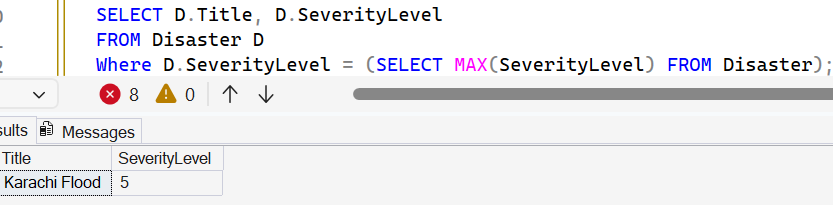 SELECT D.Title, D.SeverityLevel
FROM Disaster D
Where D.SeverityLevel = (SELECT MAX(SeverityLevel) FROM Disaster);
8 0
sults Messages
Title SeverityLevel
Karachi Flood 5